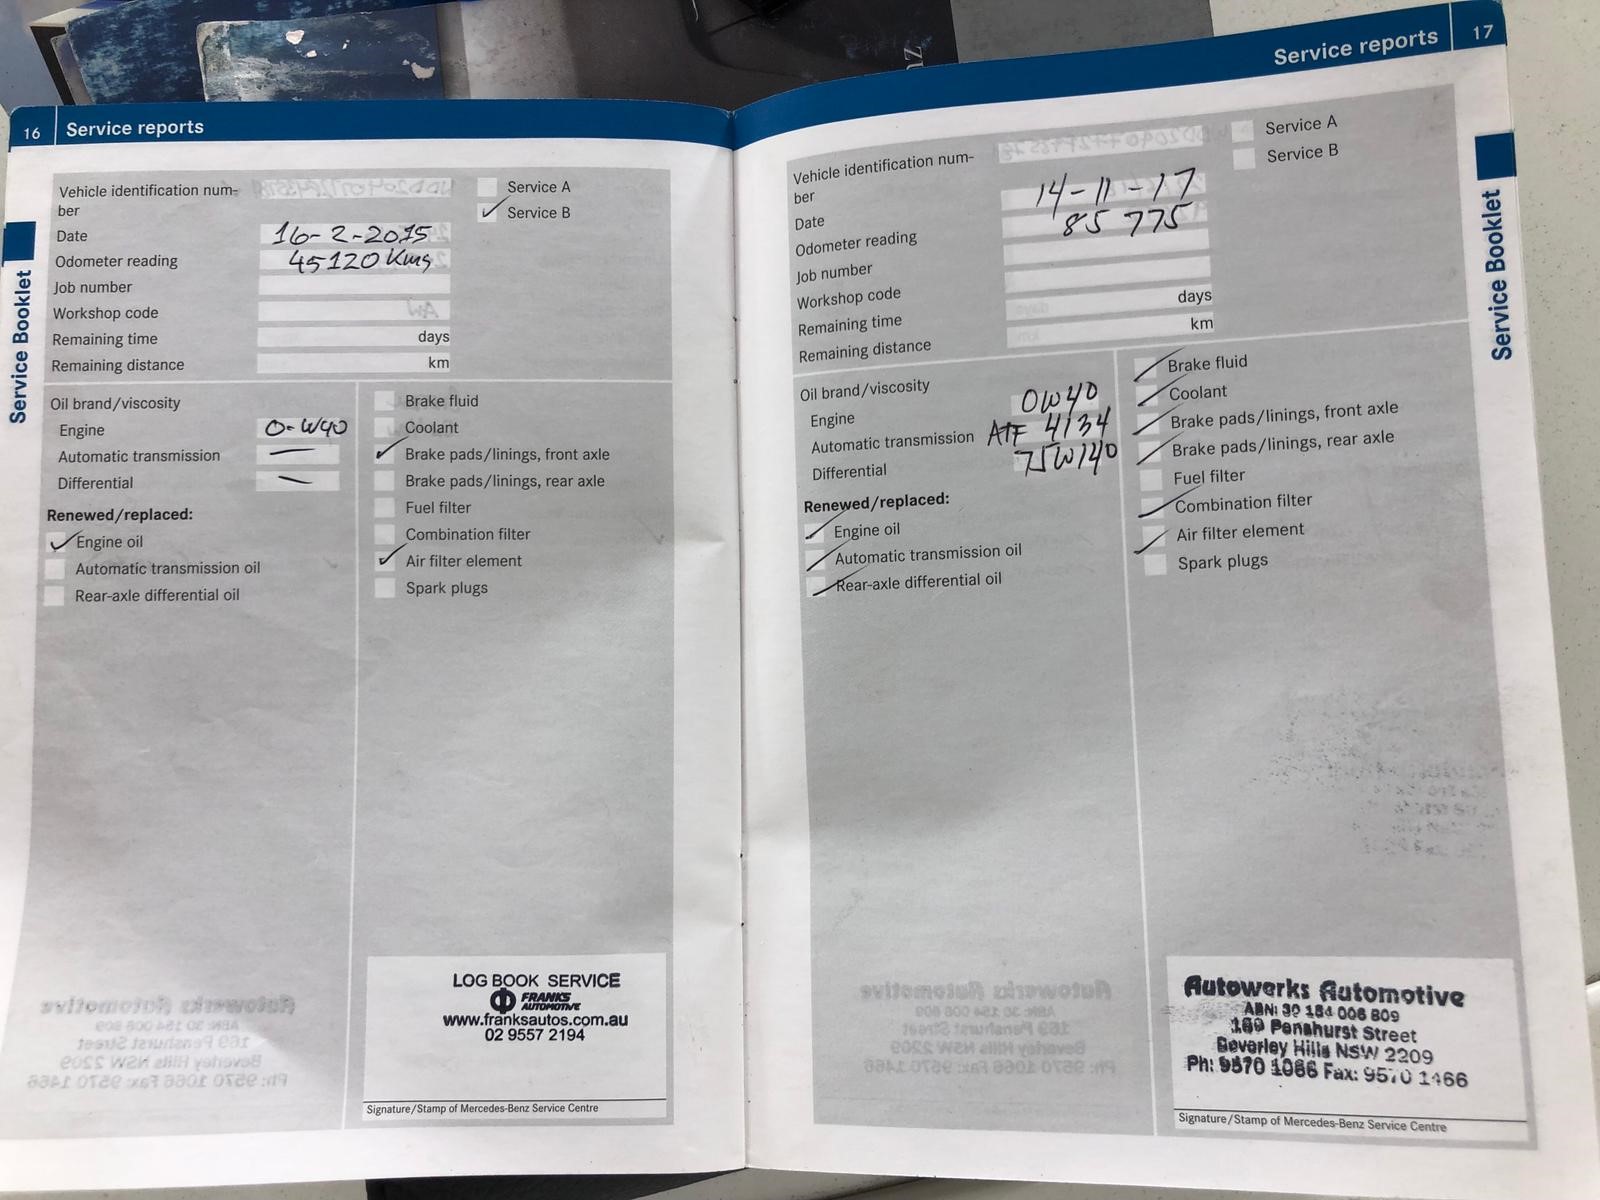 16 Service reports
Vehicle identification num-
ber
Date 16-2-2015
Odometer reading 45120 Kms
Job number
Workshop code
Remaining time days
Remaining distance km
Service A
Service B
Oil brand/viscosity
Engine 0-W40
Automatic transmission —
Differential —
Renewed/replaced:
Engine oil
Automatic transmission oil
Rear-axle differential oil
Brake fluid
Coolant
Brake pads/linings, front axle
Brake pads/linings, rear axle
Fuel filter
Combination filter
Air filter element
Spark plugs
LOG BOOK SERVICE
FRANKS
AUTOMOTIVE
www.franksautos.com.au
02 9557 2194
Signature/Stamp of Mercedes-Benz Service Centre
Service Booklet
Service reports 17
Vehicle identification num-
ber
Date 14-11-17
Odometer reading 85 775
Job number
Workshop code
Remaining time days
Remaining distance km
Service A
Service B
Oil brand/viscosity
Engine 0W40
Automatic transmission ATF 4134
Differential 75W140
Renewed/replaced:
Engine oil
Automatic transmission oil
Rear-axle differential oil
Brake fluid
Coolant
Brake pads/linings, front axle
Brake pads/linings, rear axle
Fuel filter
Combination filter
Air filter element
Spark plugs
Autowerks Automotive
ABN: 30 154 006 809
169 Penshurst Street
Beverley Hills NSW 2209
Ph: 9570 1066 Fax: 9570 1466
Signature/Stamp of Mercedes-Benz Service Centre
Service Booklet